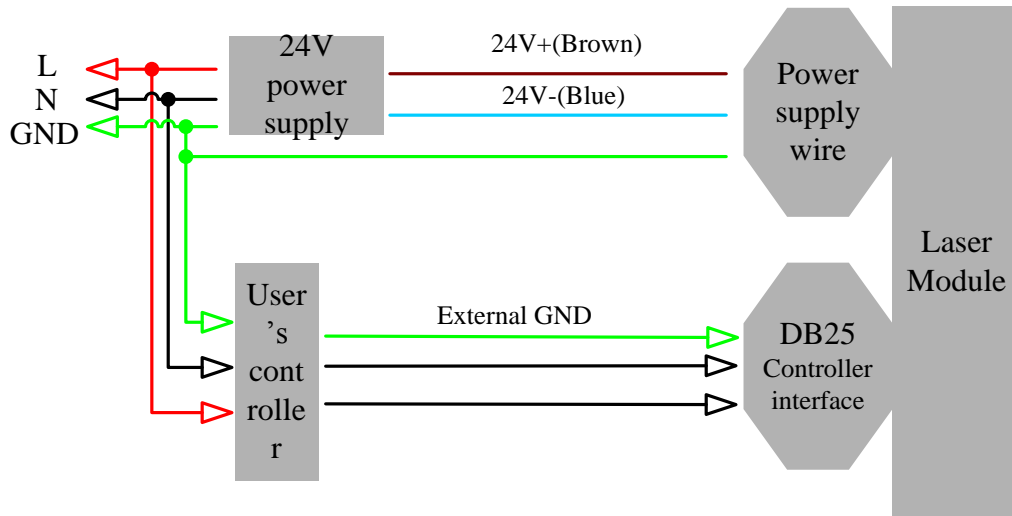 L
N
GND
24V
power
supply
24V+(Brown)
24V-(Blue)
Power
supply
wire
Laser
Module
User
’s
cont
rolle
r
External GND
DB25
Controller
interface